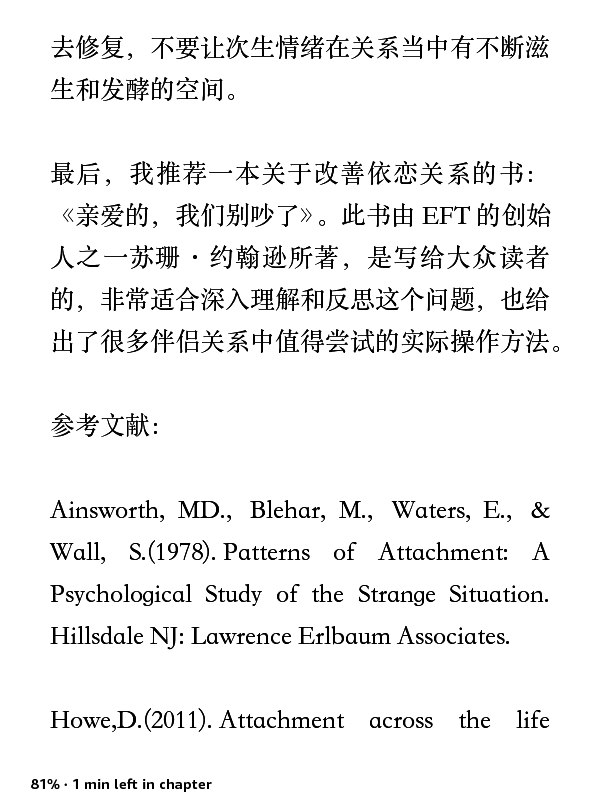 去修复，不要让次生情绪在关系当中有不断滋
生和发酵的空间。
最后，我推荐一本关于改善依恋关系的书：
《亲爱的，我们别吵了》。此书由 EFT 的创始
人之一苏珊·约翰逊所著，是写给大众读者
的，非常适合深入理解和反思这个问题，也给
出了很多伴侣关系中值得尝试的实际操作方法。
参考文献：
Ainsworth, MD., Blehar, M., Waters, E., &
Wall, S.(1978). Patterns of Attachment: A
Psychological Study of the Strange Situation.
Hillsdale NJ: Lawrence Erlbaum Associates.
Howe,D.(2011). Attachment across the life
81% · 1 min left in chapter